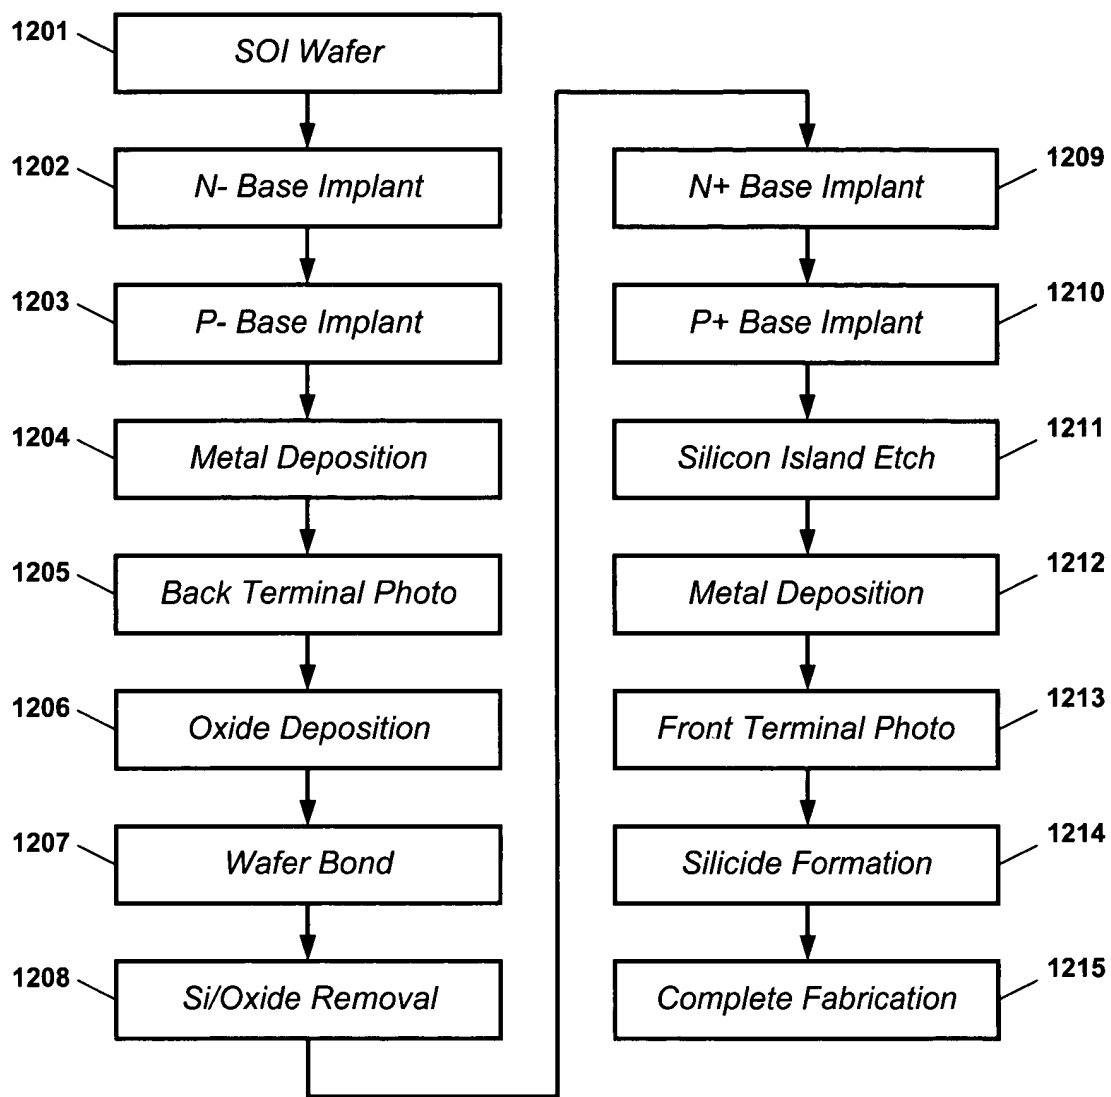 1201
SOI Wafer
1202
N- Base Implant
1203
P- Base Implant
1204
Metal Deposition
1205
Back Terminal Photo
1206
Oxide Deposition
1207
Wafer Bond
1208
Si/Oxide Removal
1209
N+ Base Implant
1210
P+ Base Implant
1211
Silicon Island Etch
1212
Metal Deposition
1213
Front Terminal Photo
1214
Silicide Formation
1215
Complete Fabrication